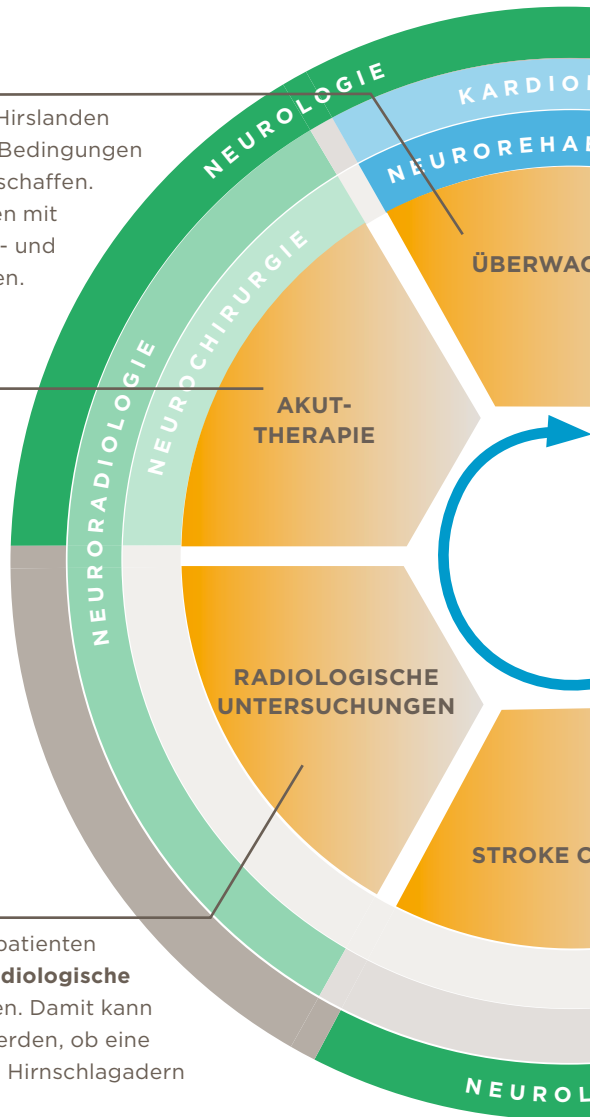 NEUROLOGIE
KARDIO
NEUROREHA
Hirslanden
Bedingungen
schaffen.
en mit
- und
en.
NEURORADIOLOGIE
NEUROCHIRURGIE
ÜBERWAC
AKUT-
THERAPIE
RADIOLOGISCHE
UNTERSUCHUNGEN
STROKE
patienten
diologische
en. Damit kann
erden, ob eine
Hirnschlagadern
NEUROL